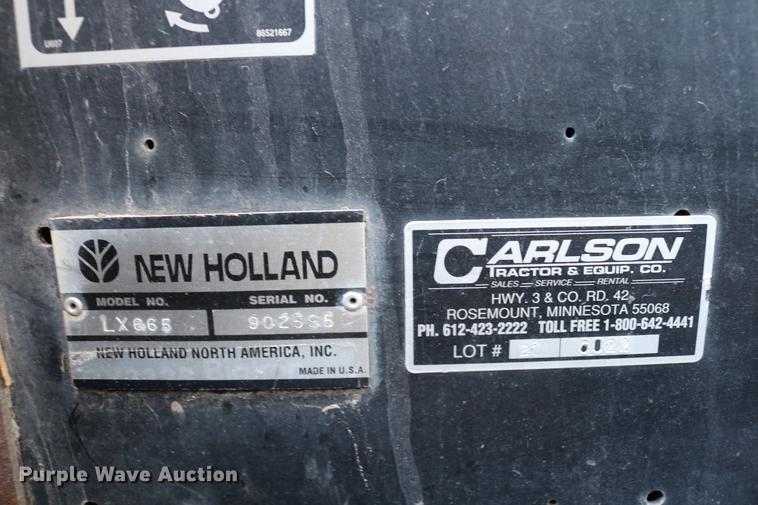 U607
86521667
NEW HOLLAND
MODEL NO.
SERIAL NO.
LX665
NEW HOLLAND NORTH AMERICA, INC.
MADE IN U.S.A.
CARLSON
TRACTOR & EQUIP. CO.
SALES SERVICE RENTAL
HWY. 3 & CO. RD. 42
ROSEMOUNT, MINNESOTA 55068
PH. 612-423-2222 TOLL FREE 1-800-642-4441
LOT # 6022
Purple Wave Auction